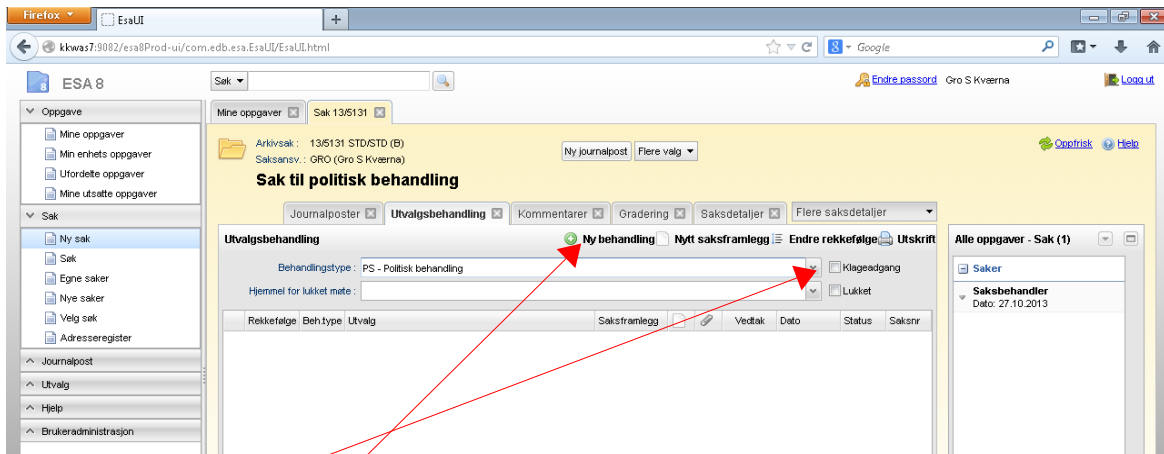 Firefox
EsaUI
+
kkwas7:9082/esa8Prod-ui/com.edb.esa.EsaUI/EsaUI.html
Google
8
ESA 8
Søk
Endre passord
Gro S Kværna
Logg ut
Oppgave
Mine oppgaver
Min enhets oppgaver
Ufordelte oppgaver
Mine utsatte oppgaver
Sak
Ny sak
Søk
Egne saker
Nye saker
Velg søk
Adresseregister
Journalpost
Utvalg
Hjelp
Brukeradministrasjon
Mine oppgaver
Sak 13/5131
Arkivsak : 13/5131 STD/STD (B)
Saksansv. : GRO (Gro S Kværna)
Sak til politisk behandling
Ny journalpost
Flere valg
Oppfrisk
Hjelp
Journalposter
Utvalgsbehandling
Kommentarer
Gradering
Saksdetaljer
Flere saksdetaljer
Utvalgsbehandling
Ny behandling
Nytt saksframlegg
Endre rekkefølge
Utskrift
Behandlingstype : PS - Politisk behandling
Klageadgang
Hjemmel for lukket møte :
Lukket
Rekkefølge Beh.type Utvalg Saksframlegg Vedtak Dato Status Saksnr
Alle oppgaver - Sak (1)
Saker
Saksbehandler
Dato: 27.10.2013